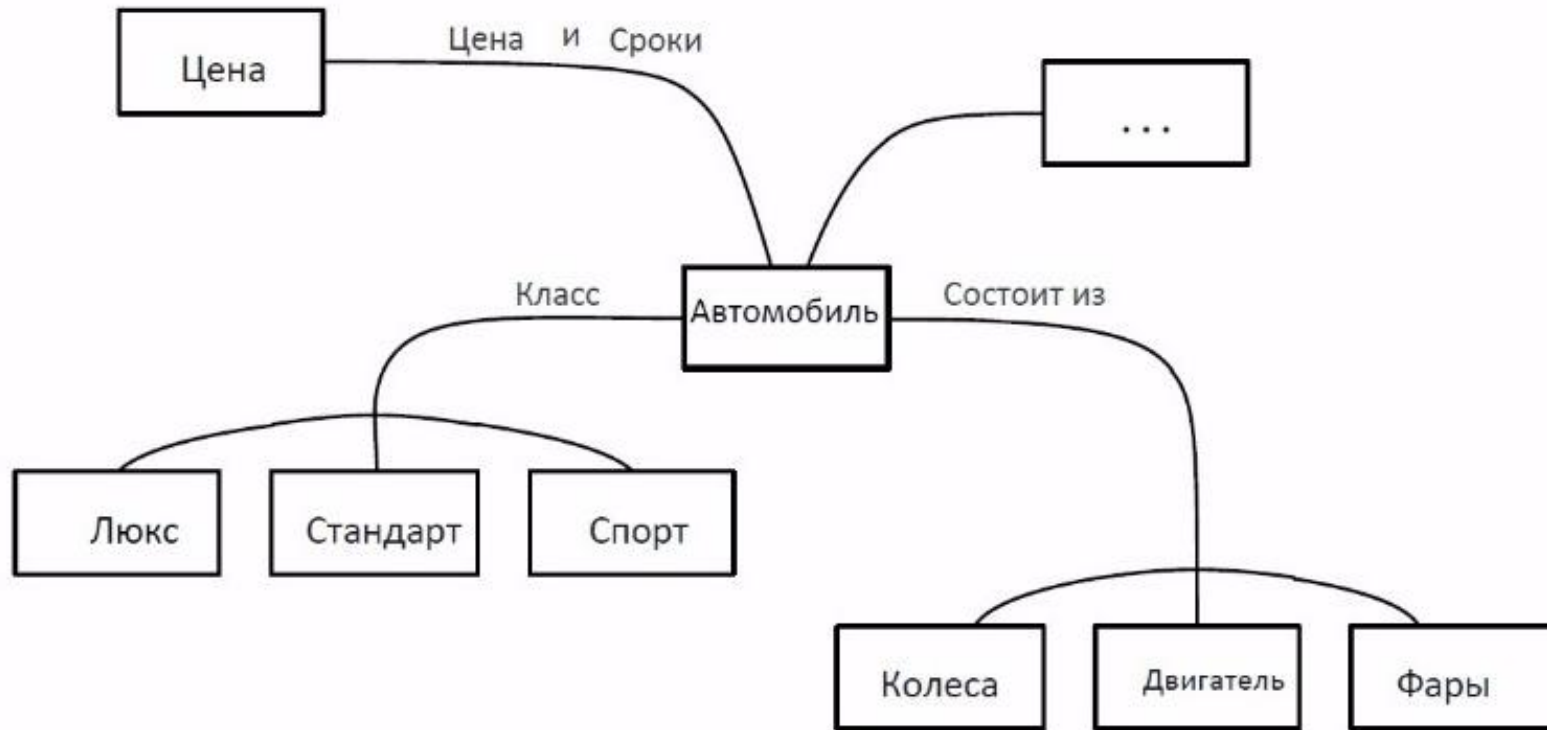 Цена и Сроки
Цена
...
Класс
Автомобиль
Состоит из
Люкс
Стандарт
Спорт
Колеса
Двигатель
Фары